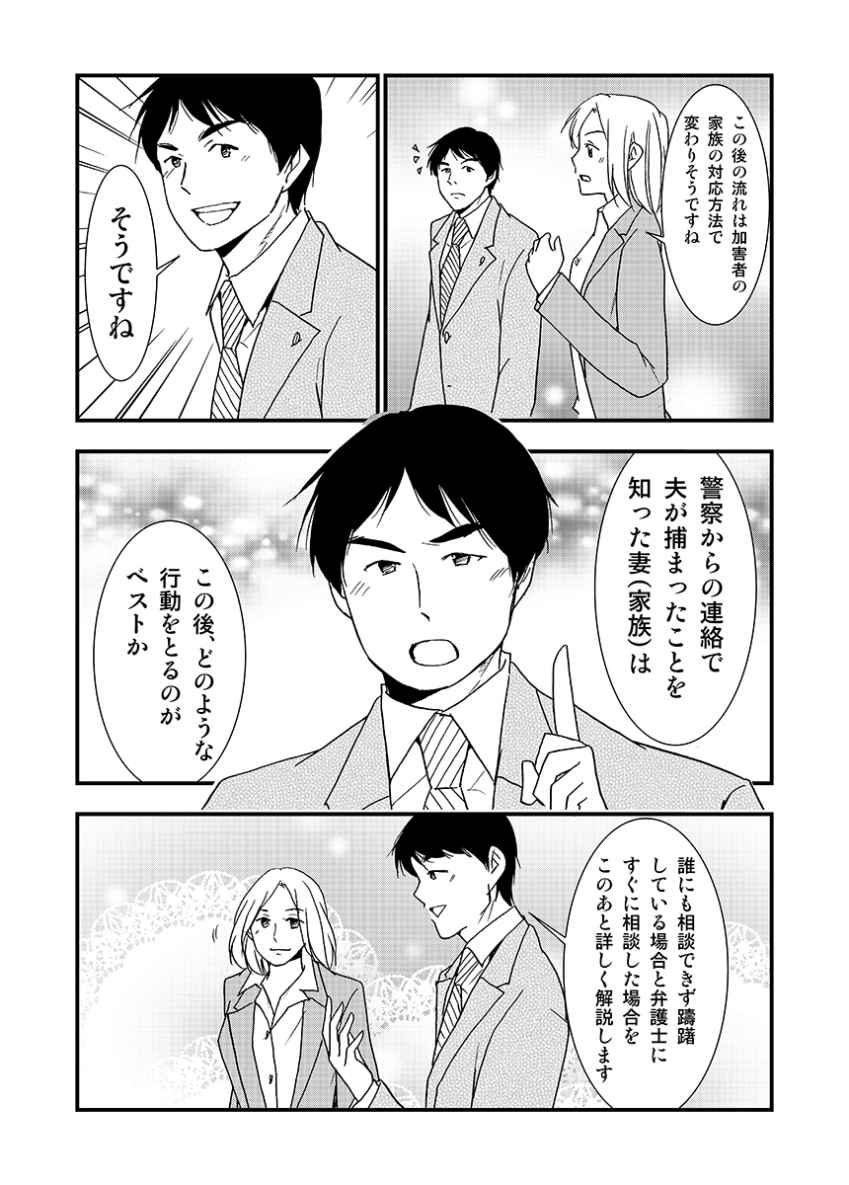 この後の流れは加害者の
家族の対応方法で
変わりそうですね
そうですね
警察からの連絡で
夫が捕まったことを
知った妻(家族)は
この後、どのような
行動をとるのが
ベストか
誰にも相談できず躊躇
している場合と弁護士に
すぐに相談した場合を
このあと詳しく解説します